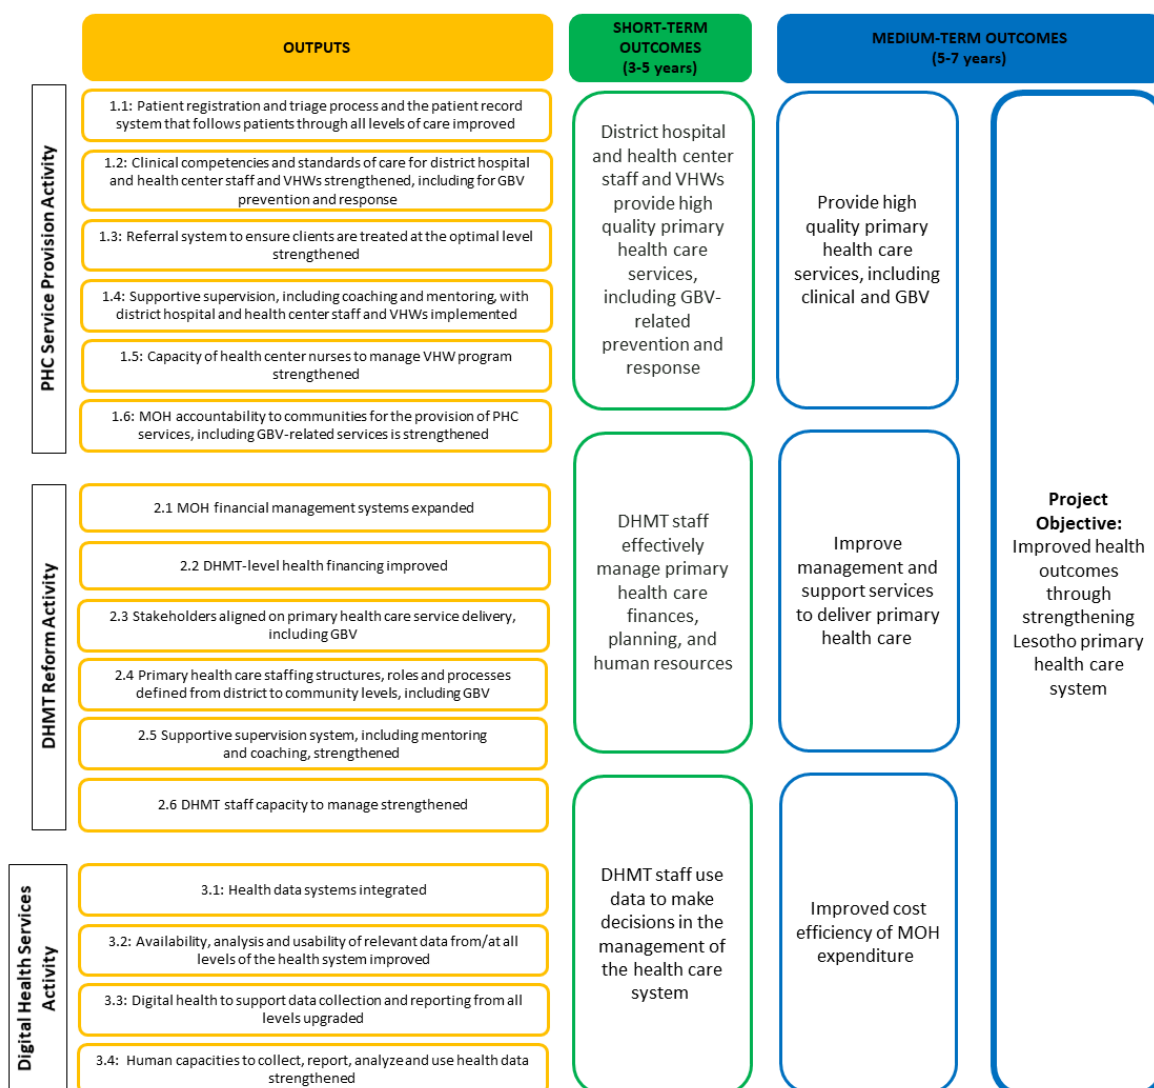 OUTPUTS
SHORT-TERM
OUTCOMES
(3-5 years)
MEDIUM-TERM OUTCOMES
(5-7 years)
PHC Service Provision Activity
1.1: Patient registration and triage process and the patient record
system that follows patients through all levels of care improved
1.2: Clinical competencies and standards of care for district hospital
and health center staff and VHWs strengthened, including for GBV
prevention and response
1.3: Referral system to ensure clients are treated at the optimal level
strengthened
1.4: Supportive supervision, including coaching and mentoring, with
district hospital and health center staff and VHWs implemented
1.5: Capacity of health center nurses to manage VHW program
strengthened
1.6: MOH accountability to communities for the provision of PHC
services, including GBV-related services is strengthened
District hospital
and health center
staff and VHWs
provide high
quality primary
health care
services,
including GBV-
related
prevention and
response
Provide high
quality primary
health care
services, including
clinical and GBV
DHMT Reform Activity
2.1 MOH financial management systems expanded
2.2 DHMT-level health financing improved
2.3 Stakeholders aligned on primary health care service delivery,
including GBV
2.4 Primary health care staffing structures, roles and processes
defined from district to community levels, including GBV
2.5 Supportive supervision system, including mentoring
and coaching, strengthened
2.6 DHMT staff capacity to manage strengthened
DHMT staff
effectively
manage primary
health care
finances,
planning, and
human resources
Improve
management and
support services
to deliver primary
health care
Digital Health Services
Activity
3.1: Health data systems integrated
3.2: Availability, analysis and usability of relevant data from/at all
levels of the health system improved
3.3: Digital health to support data collection and reporting from all
levels upgraded
3.4: Human capacities to collect, report, analyze and use health data
strengthened
DHMT staff use
data to make
decisions in the
management of
the health care
system
Improved cost
efficiency of MOH
expenditure
Project
Objective:
Improved health
outcomes
through
strengthening
Lesotho primary
health care
system